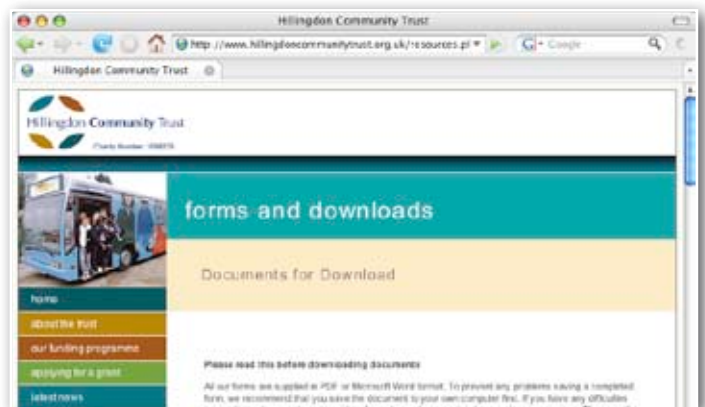 Hillingdon Community Trust
http://www.hillingdoncommunitytrust.org.uk/resources.pl
Google
Hillingdon Community Trust
Hillingdon Community Trust
Charity Number:
forms and downloads
Documents for Download
home
about the trust
our funding programme
applying for a grant
latest news
Please read this before downloading documents
All our forms are supplied in PDF or Microsoft Word format. To prevent any problems saving a completed
form, we recommend that you save the document to your own computer first. If you have any difficulties